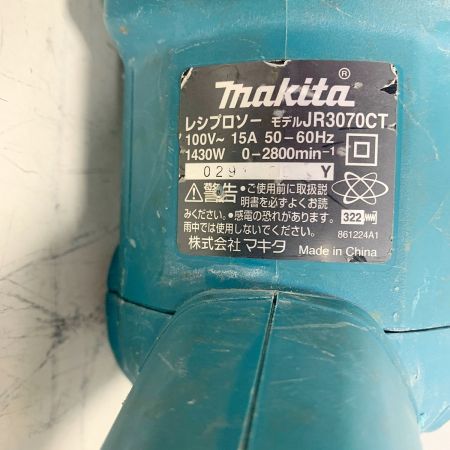 makita®
レシプロソー モデルJR3070CT
100V~ 15A 50-60Hz
1430W 0-2800min⁻¹
029 Y
⚠警告 ●ご使用前に取扱説
明書を必ずよくお読
みください。●感電の恐れがあります。
雨中では使用しないでください。
322
861224A1
株式会社マキタ Made in China